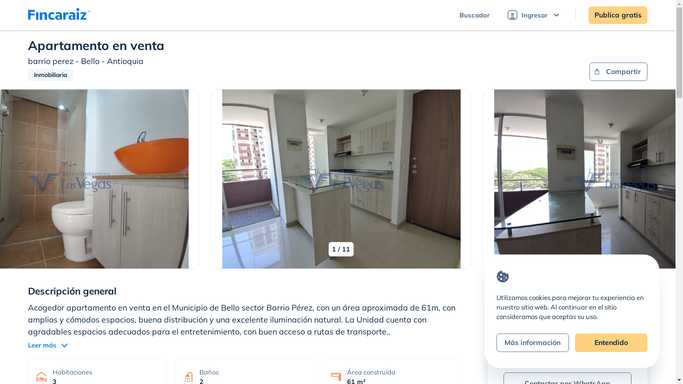 Fincaraiz
Buscador
Ingresar
Publica gratis
Apartamento en venta
barrio perez - Bello - Antioquia
Inmobiliaria
Compartir
Las Vegas
Las Vegas
Las Vegas
1 / 11
Descripción general
Acogedor apartamento en venta en el Municipio de Bello sector Barrio Pérez, con un área aproximada de 61m, con
amplios y cómodos espacios, buena distribución y una excelente iluminación natural. La Unidad cuenta con
agradables espacios adecuados para el entretenimiento, con buen acceso a rutas de transporte,.
Leer más
Habitaciones
3
Baños
2
Área construida
61 m²
Utilizamos cookies para mejorar tu experiencia en
nuestro sitio web. Al continuar en el sitio
consideramos que aceptas su uso.
Más información
Entendido
Contactar por WhatsApp